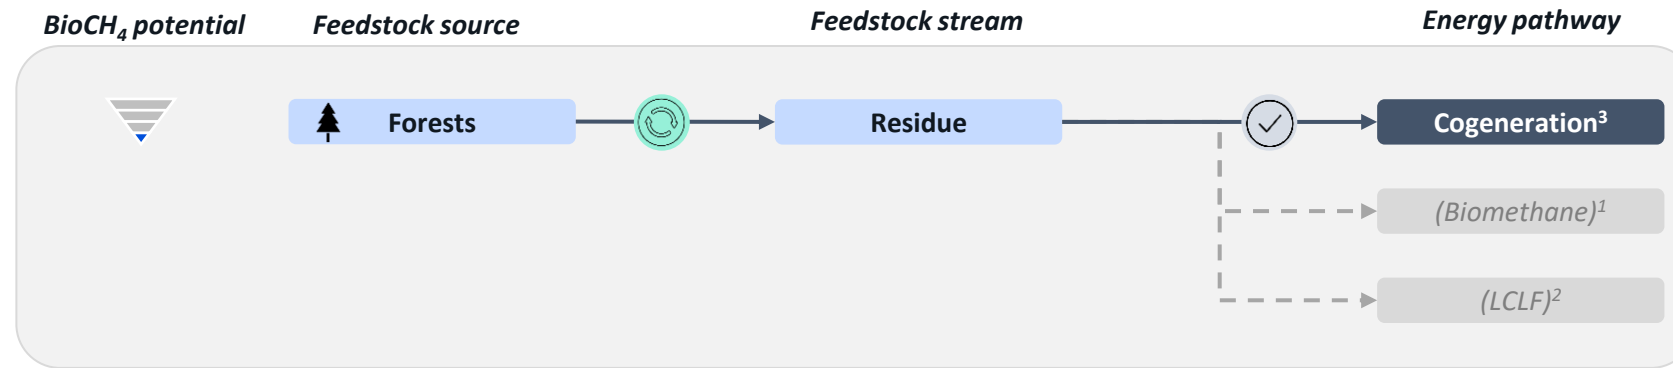 BioCH₄ potential
Feedstock source
Feedstock stream
Energy pathway
Forests
Residue
Cogeneration³
(Biomethane)¹
(LCLF)²